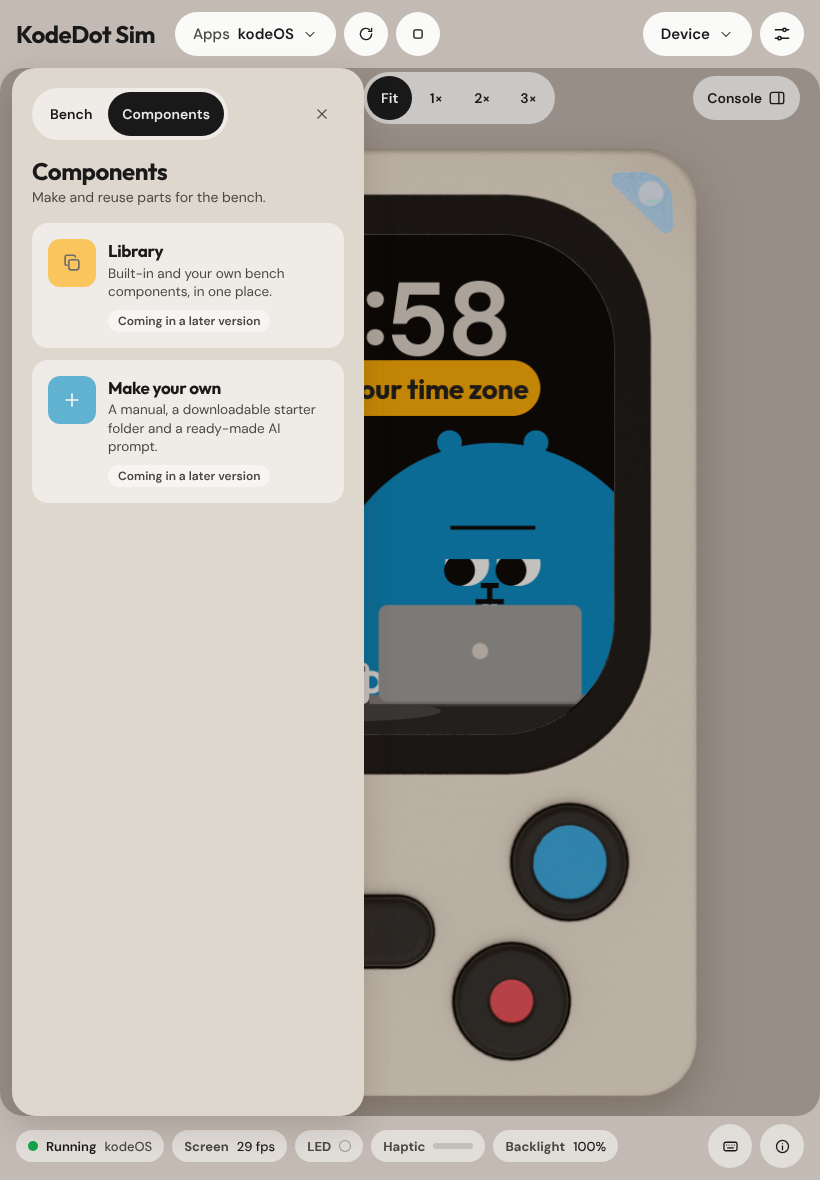 KodeDot Sim
Apps kodeOS
Device
Bench
Components
Fit
1×
2×
3×
Console
Components
Make and reuse parts for the bench.
Library
Built-in and your own bench
components, in one place.
Coming in a later version
Make your own
A manual, a downloadable starter
folder and a ready-made AI
prompt.
Coming in a later version
:58
our time zone
Running kodeOS
Screen 29 fps
LED
Haptic
Backlight 100%